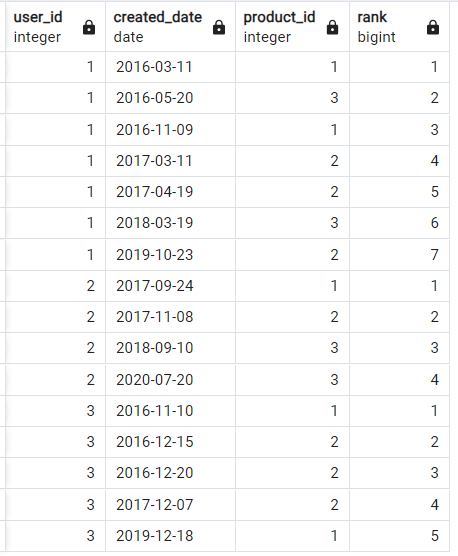 user_id created_date product_id rank
integer date integer bigint
1 2016-03-11 1 1
1 2016-05-20 3 2
1 2016-11-09 1 3
1 2017-03-11 2 4
1 2017-04-19 2 5
1 2018-03-19 3 6
1 2019-10-23 2 7
2 2017-09-24 1 1
2 2017-11-08 2 2
2 2018-09-10 3 3
2 2020-07-20 3 4
3 2016-11-10 1 1
3 2016-12-15 2 2
3 2016-12-20 2 3
3 2017-12-07 2 4
3 2019-12-18 1 5